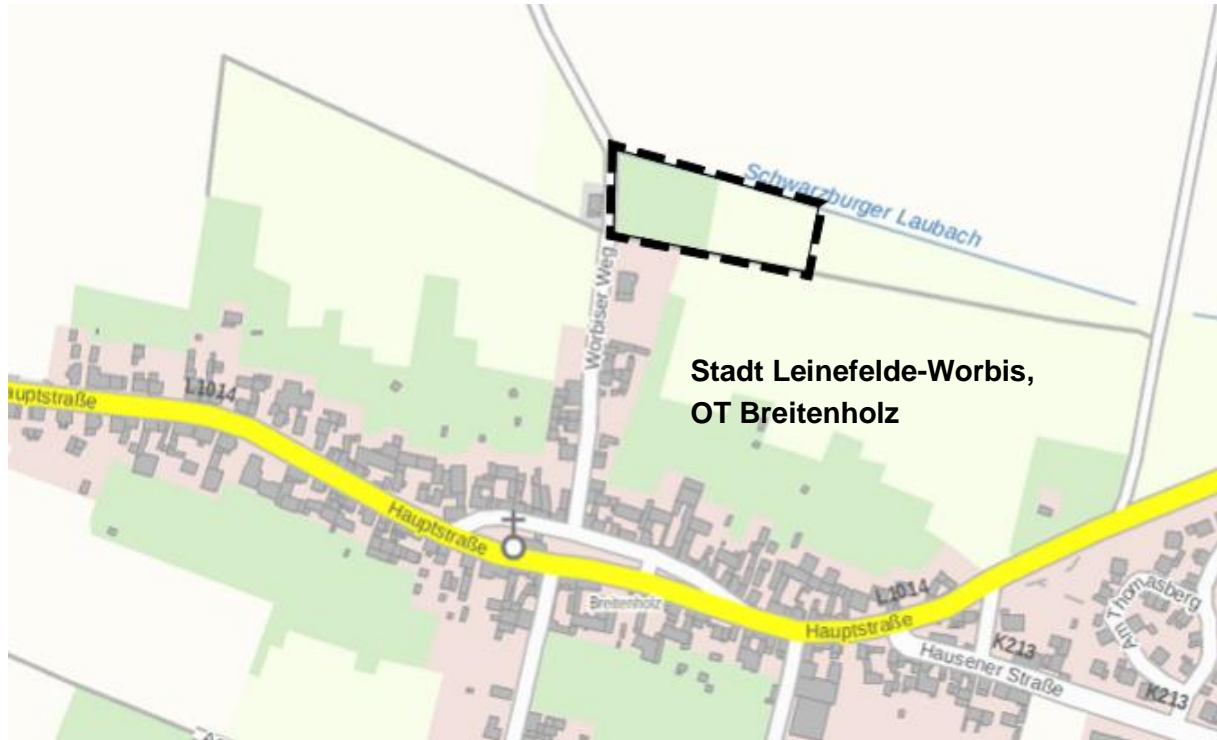 Schwarzburger Laubach
Worbiser Weg
Stadt Leinefelde-Worbis,
OT Breitenholz
L1014
auptstraße
Hauptstraße
Breitenholz
L1014
Hauptstraße
Am Thomasberg
K213
Hausener Straße
K213